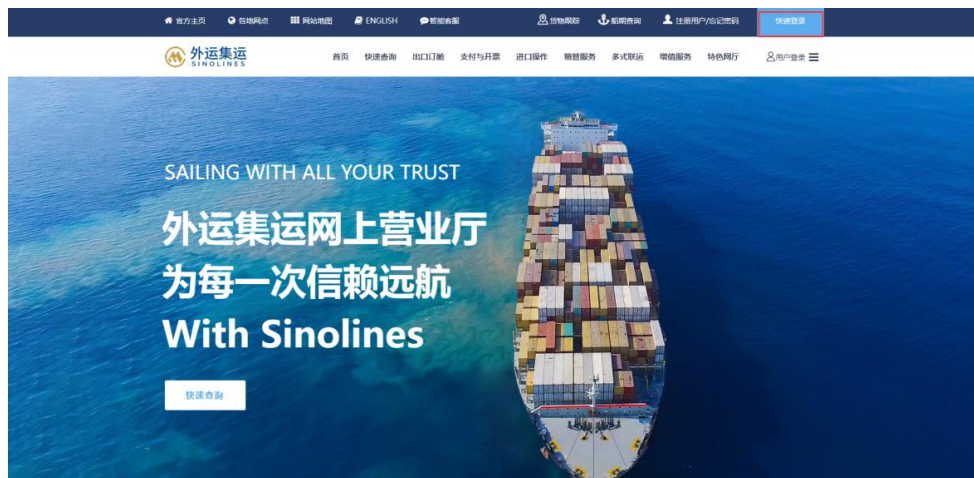 官方主页 各地网点 网站地图 ENGLISH 智能客服 货物跟踪 船期查询 注册用户/忘记密码 快速登录
外运集运
SINOLINES
首页 快速查询 出口订舱 支付与开票 进口操作 箱管服务 多式联运 增值服务 特色网厅 用户登录
SAILING WITH ALL YOUR TRUST
外运集运网上营业厅
为每一次信赖远航
With Sinolines
快速查询